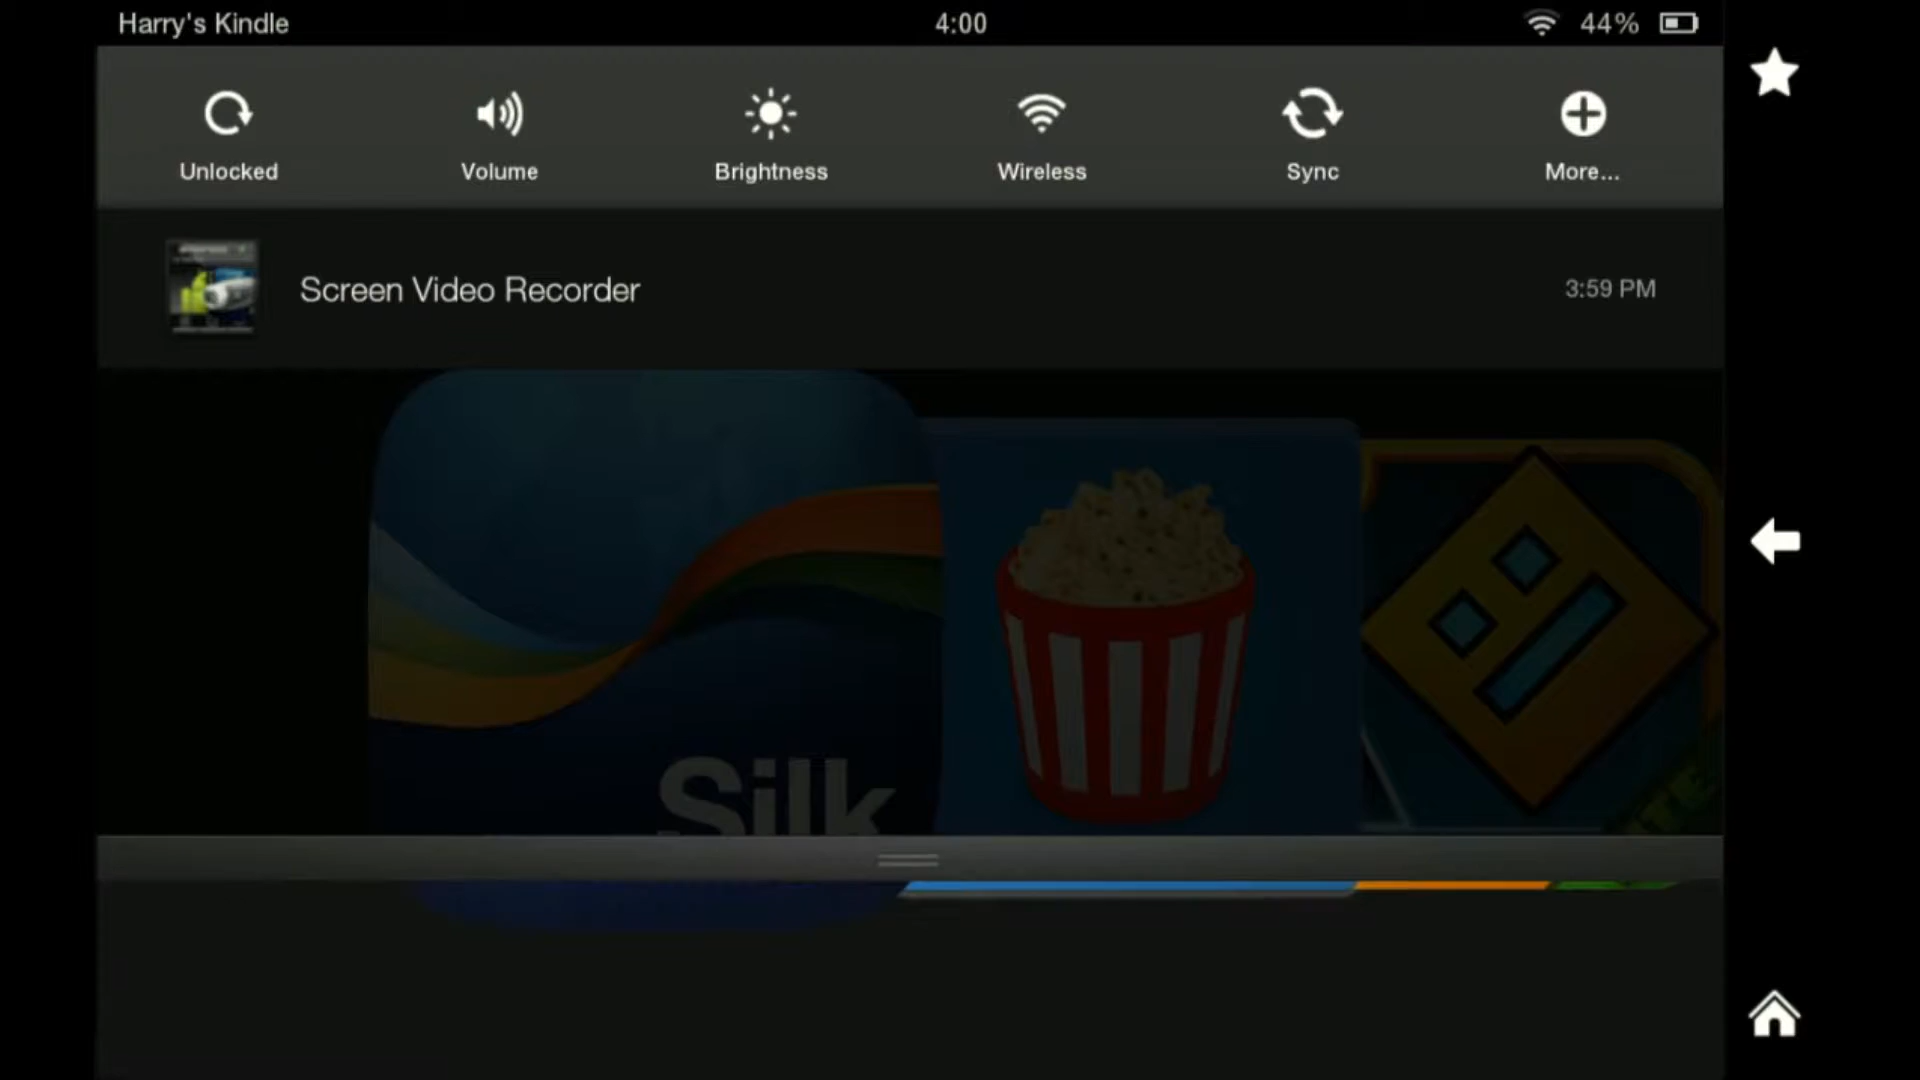 Harry's Kindle 4:00 44%
Unlocked Volume Brightness Wireless Sync More...
Screen Video Recorder 3:59 PM
Silk